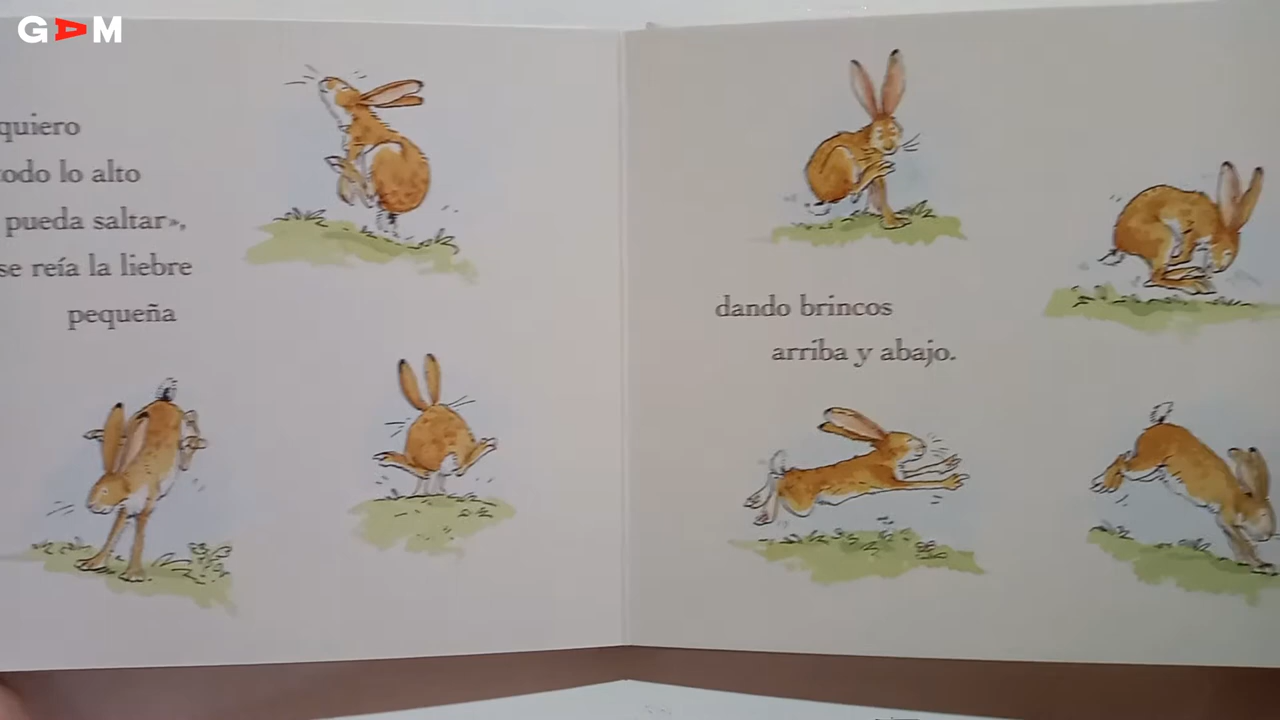 GAM
quiero
todo lo alto
pueda saltar»,
se reía la liebre
pequeña
dando brincos
arriba y abajo.